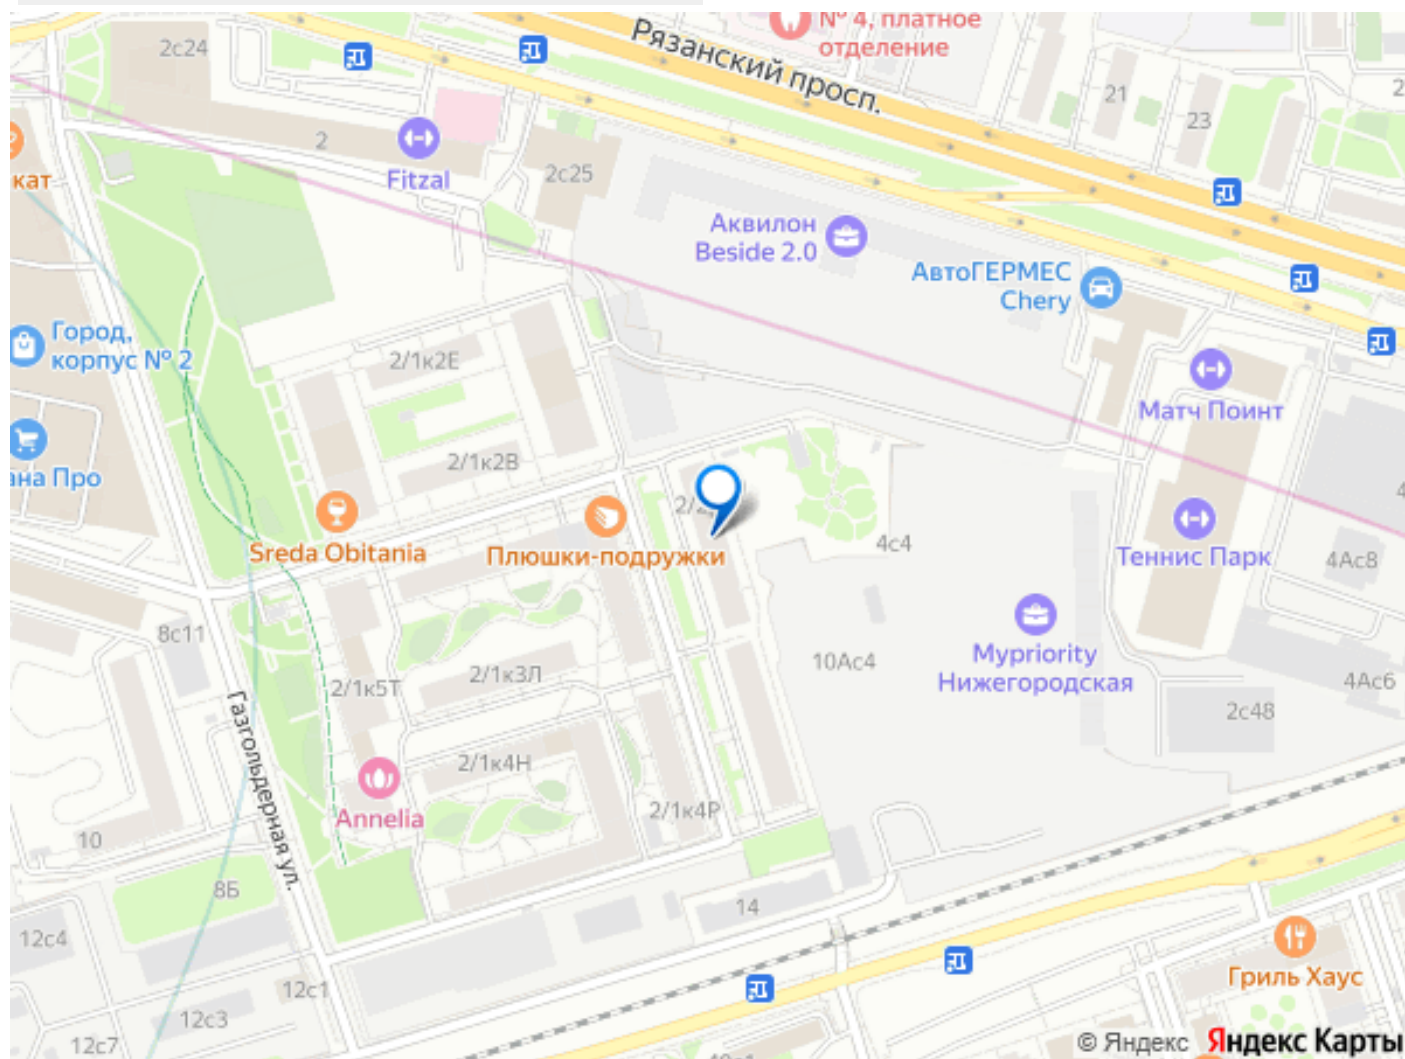 № 4, платное
отделение
2с24
Рязанский просп.
21
23
2
2
Fitzal
2с25
кат
Аквилон
Beside 2.0
АвтоГЕРМЕС
Chery
Город,
корпус № 2
2/1к2Е
Матч Поинт
2/1к2В
ана Про
2/2
Sreda Obitania
Плюшки-подружки
4с4
Теннис Парк
4Ас8
8с11
Mypriority
Нижегородская
10Ас4
2/1к3Л
2/1к5Т
4Ас6
2с48
Газгольдерная ул.
2/1к4Н
Annelia
2/1к4Р
10
8Б
14
12с4
Гриль Хаус
12с1
12с3
12с7
© Яндекс Яндекс Карты